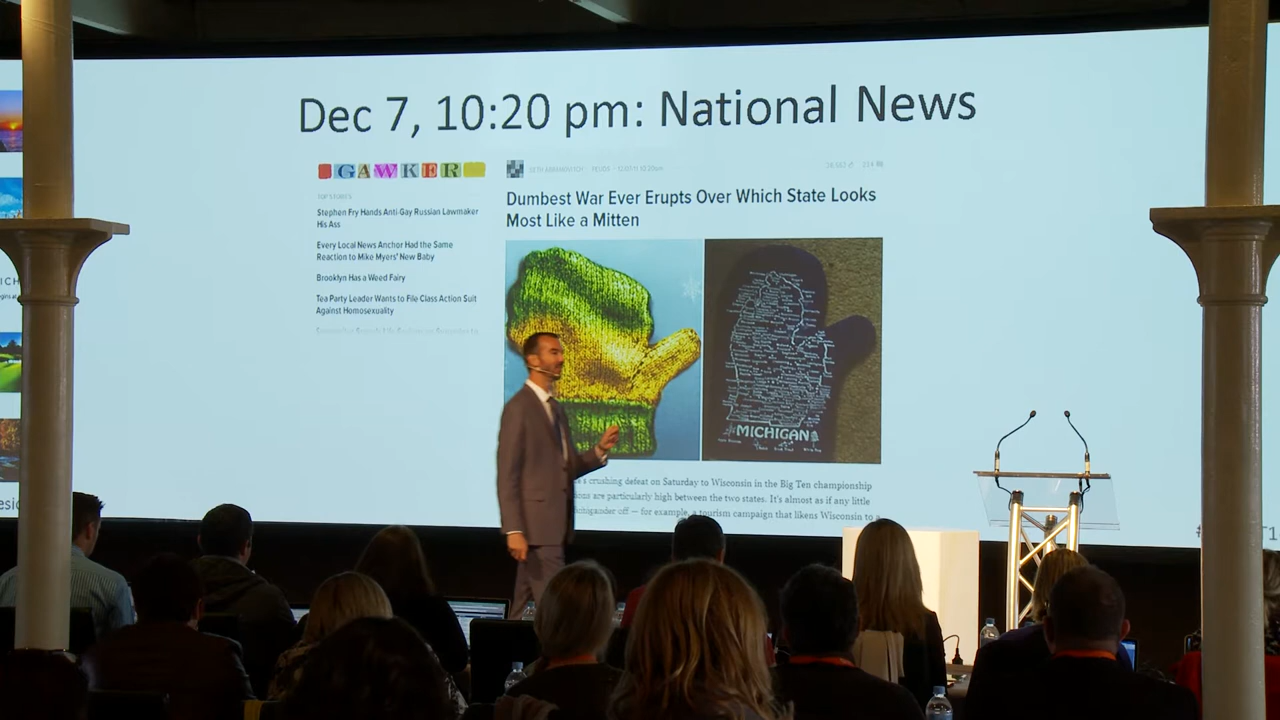 Dec 7, 10:20 pm: National News
GAWKER
TOP STORIES
Stephen Fry Hands Anti-Gay Russian Lawmaker
His Ass
Every Local News Anchor Had the Same
Reaction to Mike Myers' New Baby
Brooklyn Has a Weed Fairy
Tea Party Leader Wants to File Class Action Suit
Against Homosexuality
Dumbest War Ever Erupts Over Which State Looks
Most Like a Mitten
MICHIGAN
crushing defeat on Saturday to Wisconsin in the Big Ten championship
are particularly high between the two states. It's almost as if any little
off — for example, a tourism campaign that likens Wisconsin to a